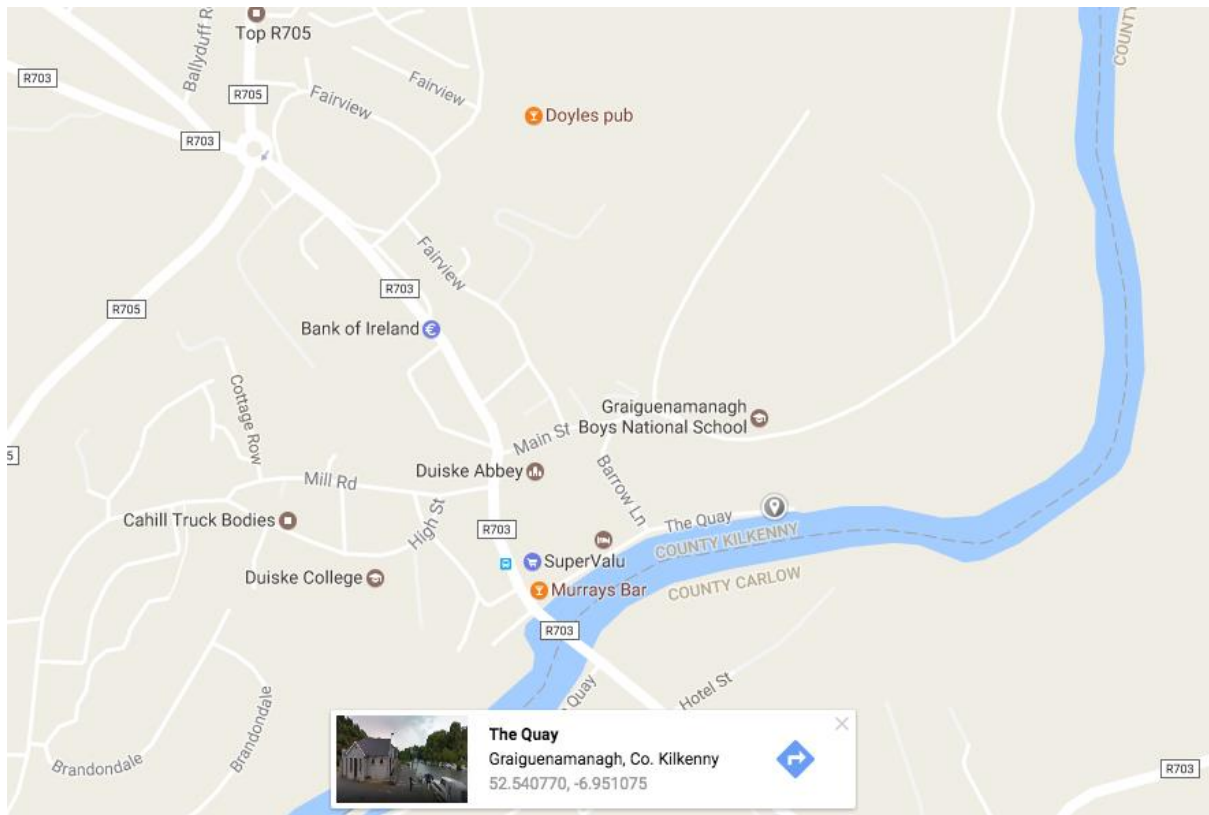 Top R705
Ballyduff R
COUNTY
R703
R705
Fairview
Fairview
Doyles pub
R703
Fairview
R703
R705
Bank of Ireland
Cottage Row
Graiguenamanagh
Boys National School
Main St
5
Duiske Abbey
Barrow Ln
Mill Rd
High St
Cahill Truck Bodies
R703
The Quay
COUNTY KILKENNY
SuperValu
Duiske College
COUNTY CARLOW
Murrays Bar
R703
Quay
Hotel St
Brandondale
Brandondale
The Quay
Graiguenamanagh, Co. Kilkenny
52.540770, -6.951075
R703